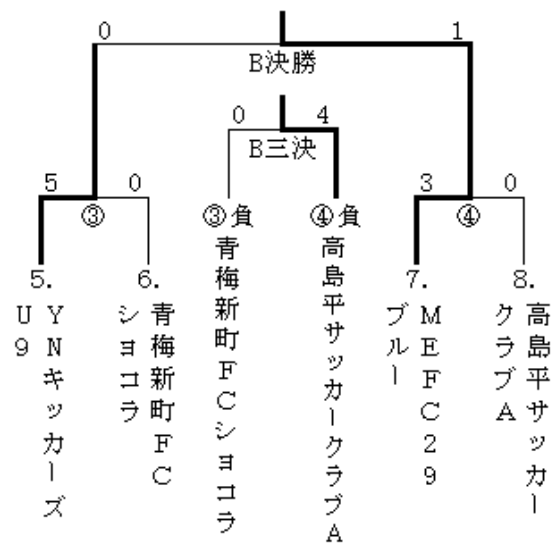 0 1
B決勝
0 4
B三決
5 0 3 0
③ ③負 ④負 ④
5. 6. 7. 8.
YNキッカーズ
U9
青梅新町FC
ショコラ
青梅新町FCショコラ
高島平サッカークラブA
MEFC29
ブルー
高島平サッカー
クラブA